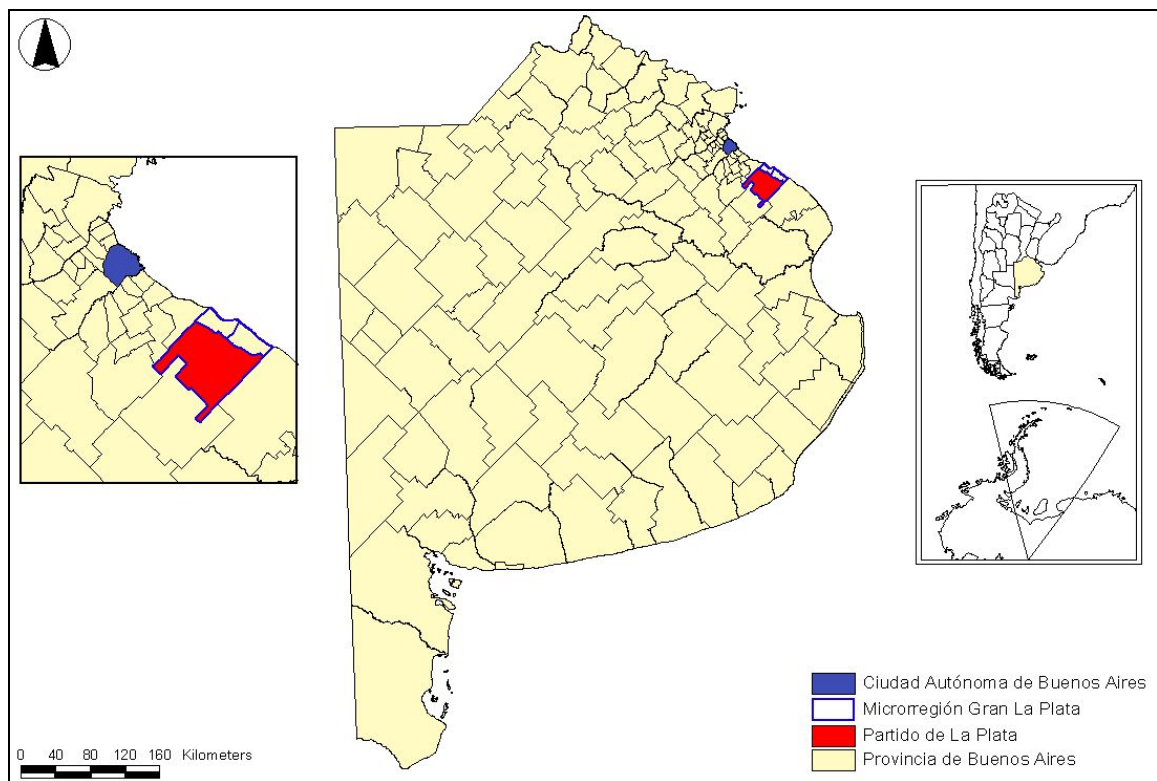 Ciudad Autónoma de Buenos Aires
Microrregión Gran La Plata
Partido de La Plata
Provincia de Buenos Aires
0 40 80 120 160 Kilometers